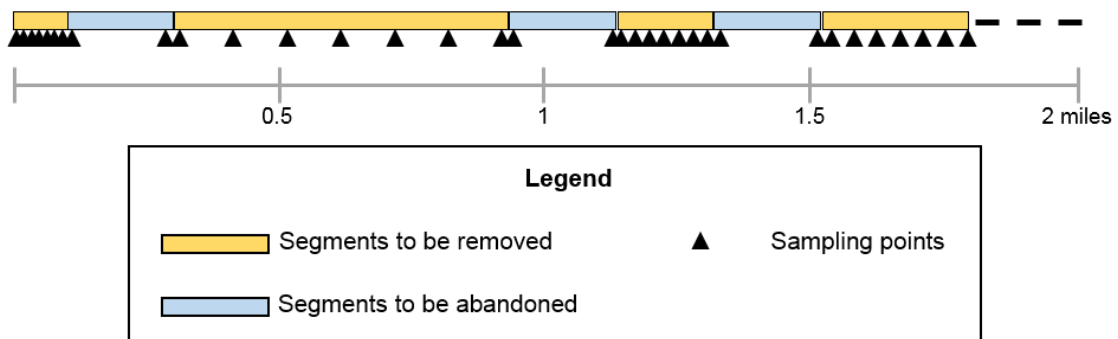 0.5 1 1.5 2 miles
Legend
Segments to be removed Sampling points
Segments to be abandoned